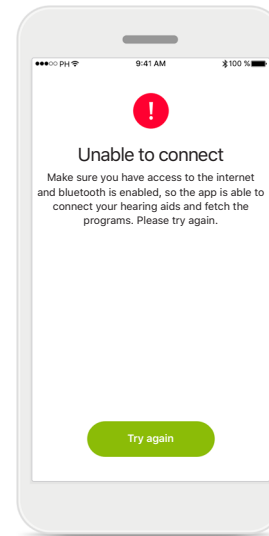 ●●●○○ PH 9:41 AM 100 %
!
Unable to connect
Make sure you have access to the internet
and bluetooth is enabled, so the app is able to
connect your hearing aids and fetch the
programs. Please try again.
Try again